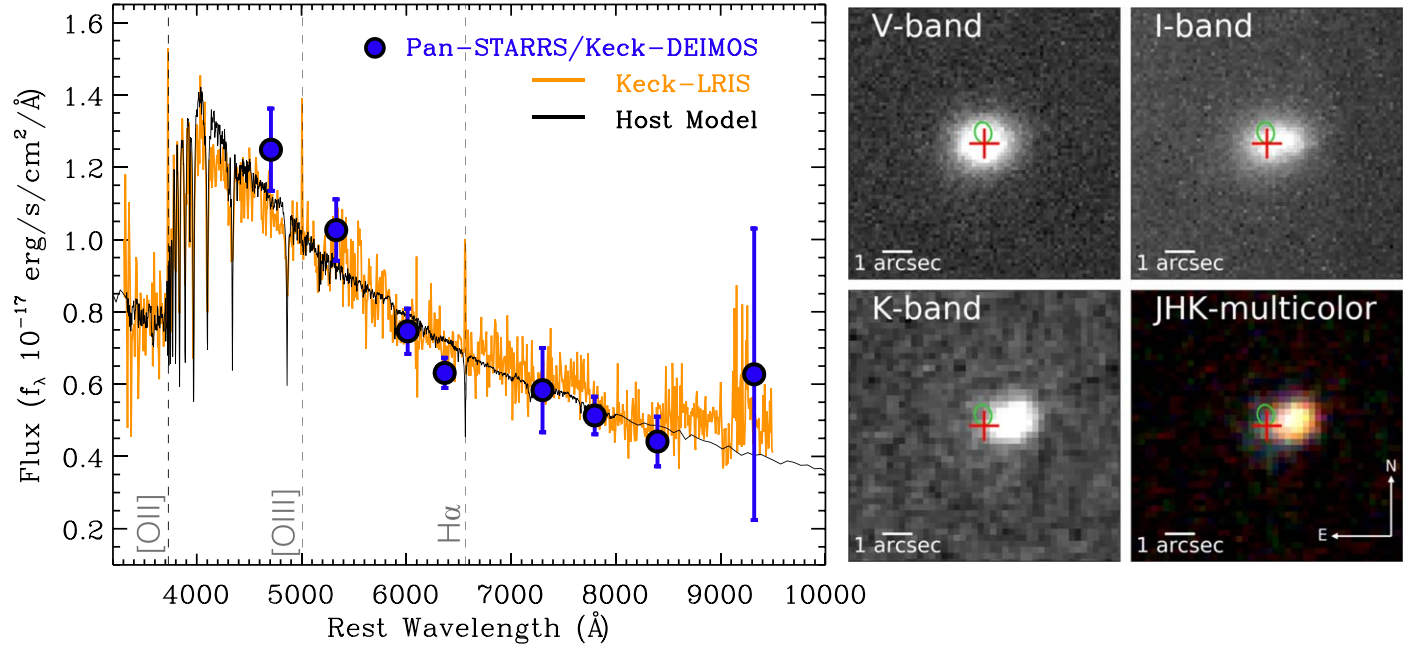 1.6
1.4
1.2
1.0
0.8
0.6
0.4
0.2
Flux (fλ 10⁻¹⁷ erg/s/cm²/Å)
Pan-STARRS/Keck-DEIMOS
Keck-LRIS
Host Model
[OII]
[OIII]
Hα
4000 5000 6000 7000 8000 9000 10000
Rest Wavelength (Å)
V-band
1 arcsec
I-band
1 arcsec
K-band
1 arcsec
JHK-multicolor
1 arcsec
N
E